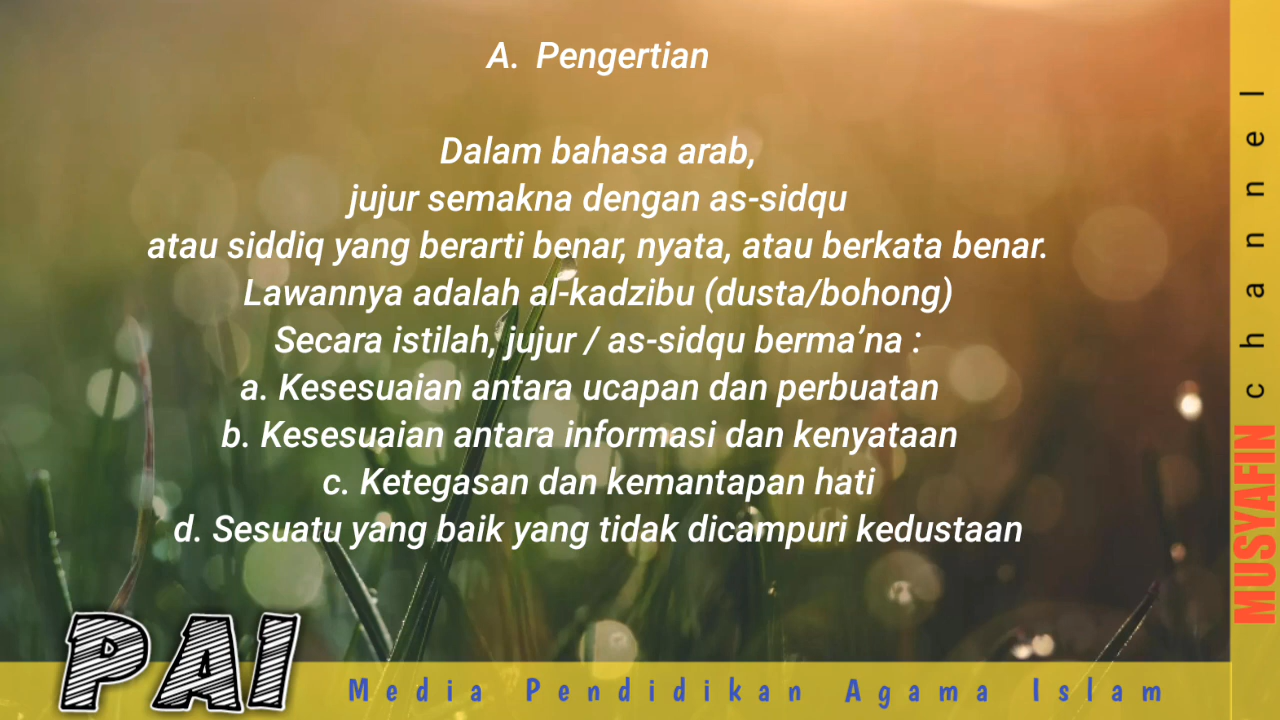 A. Pengertian
Dalam bahasa arab,
jujur semakna dengan as-sidqu
atau siddiq yang berarti benar, nyata, atau berkata benar.
Lawannya adalah al-kadzibu (dusta/bohong)
Secara istilah, jujur / as-sidqu berma’na :
a. Kesesuaian antara ucapan dan perbuatan
b. Kesesuaian antara informasi dan kenyataan
c. Ketegasan dan kemantapan hati
d. Sesuatu yang baik yang tidak dicampuri kedustaan
PAI
Media Pendidikan Agama Islam
MUSYAFIN channel